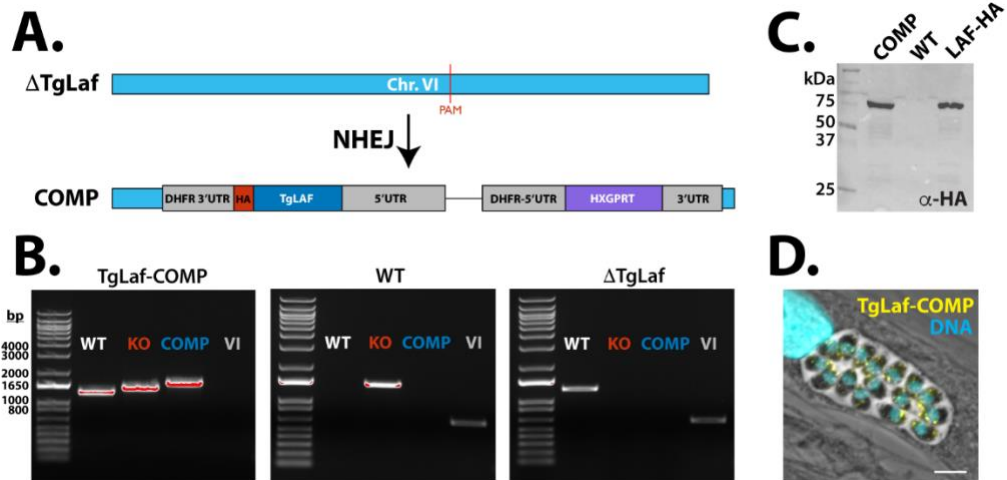 A.
ΔTgLaf
Chr. VI
PAM
NHEJ
COMP
DHFR 3'UTR HA TgLAF 5'UTR DHFR-5'UTR HXGPRT 3'UTR
B.
TgLaf-COMP
bp
4000
3000
2000
1650
1000
800
WT KO COMP VI
WT
WT KO COMP VI
ΔTgLaf
WT KO COMP VI
C.
COMP WT LAF-HA
kDa
75
50
37
25
α-HA
D.
TgLaf-COMP
DNA